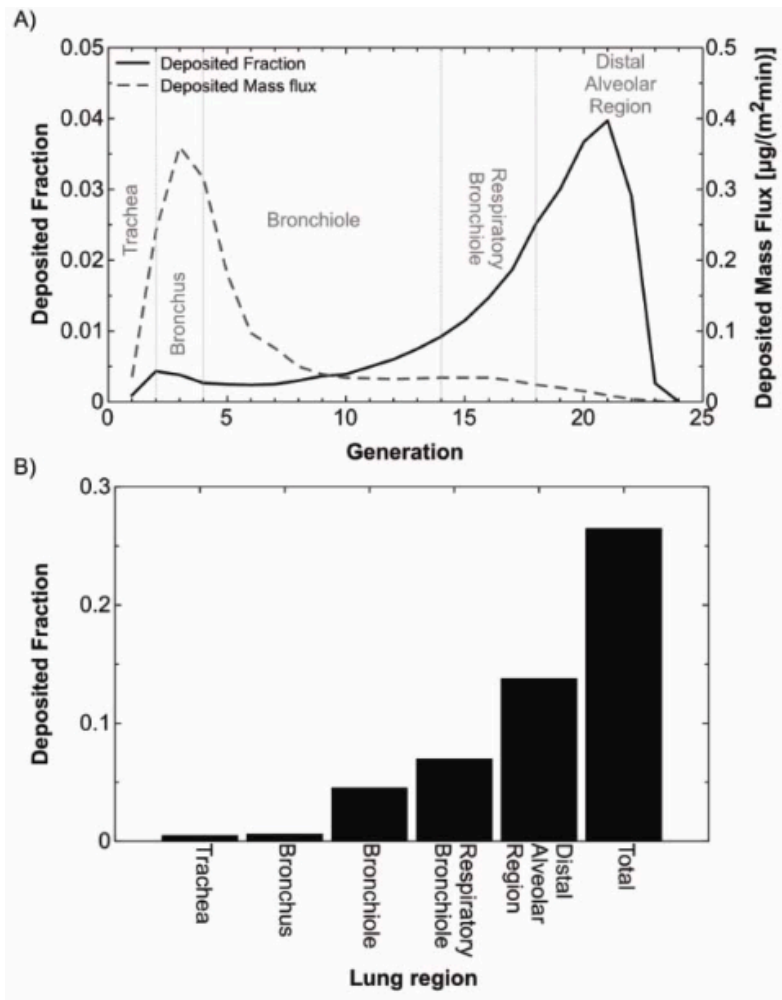 A)
0.05
0.04
0.03
0.02
0.01
0
Deposited Fraction
Deposited Fraction
Deposited Mass flux
Trachea
Bronchus
Bronchiole
Respiratory
Bronchiole
Distal
Alveolar
Region
0.5
0.4
0.3
0.2
0.1
0
Deposited Mass Flux [µg/(m2min)]
0 5 10 15 20 25
Generation
B)
0.3
0.2
0.1
0
Deposited Fraction
Trachea
Bronchus
Bronchiole
Respiratory
Bronchiole
Distal
Alveolar
Region
Total
Lung region